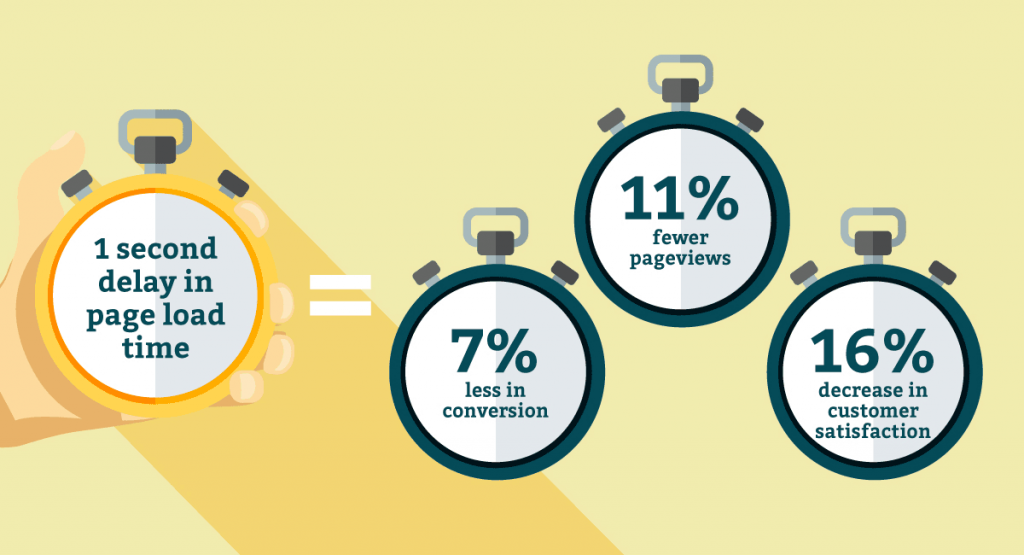 1 second
delay in
page load
time
=
7%
less in
conversion
11%
fewer
pageviews
16%
decrease in
customer
satisfaction